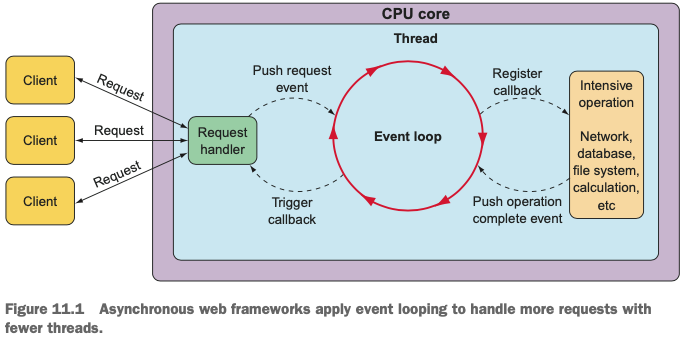 CPU core
Thread
Client
Client
Client
Request
Request
Request
Request
handler
Push request
event
Trigger
callback
Event loop
Register
callback
Push operation
complete event
Intensive
operation
Network,
database,
file system,
calculation,
etc
Figure 11.1 Asynchronous web frameworks apply event looping to handle more requests with
fewer threads.